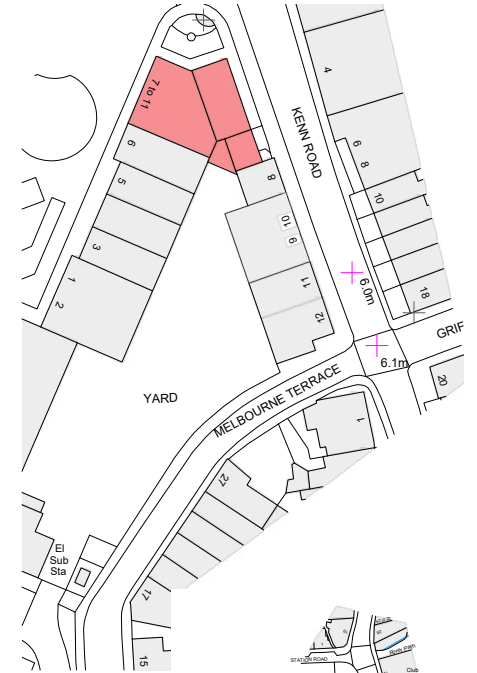 4
7 to 11
KENN ROAD
6
6
8
5
8
10
10
9
3
1
2
11
6.0m
18
12
GRIF
6.1m
20
YARD
MELBOURNE TERRACE
1
27
El
Sub
Sta
17
15
STATION ROAD
Club